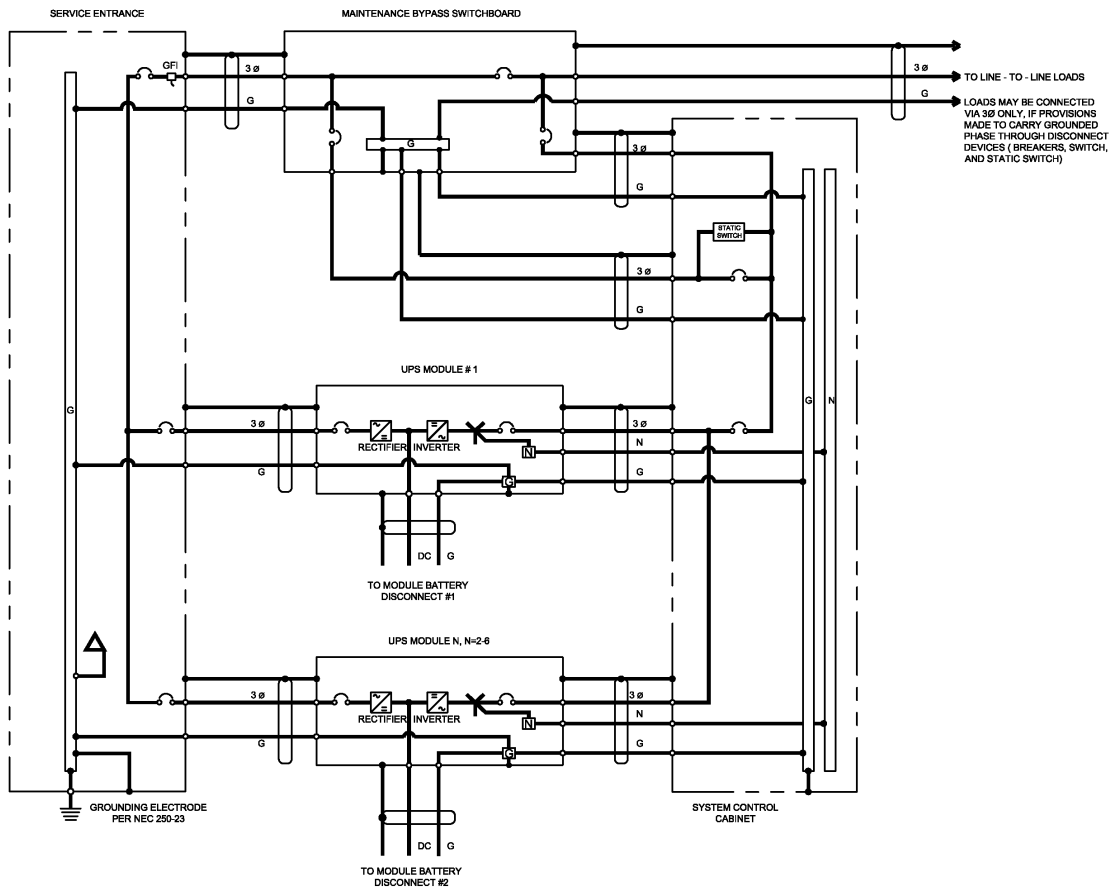 SERVICE ENTRANCE
MAINTENANCE BYPASS SWITCHBOARD
GFI
3 ø
3 ø
TO LINE - TO - LINE LOADS
G
G
LOADS MAY BE CONNECTED
VIA 3Ø ONLY, IF PROVISIONS
MADE TO CARRY GROUNDED
PHASE THROUGH DISCONNECT
DEVICES ( BREAKERS, SWITCH,
AND STATIC SWITCH)
G
3 ø
G
STATIC
SWITCH
3 ø
G
UPS MODULE # 1
G
G
N
3 ø
3 ø
RECTIFIER
INVERTER
N
N
G
G
G
DC
G
TO MODULE BATTERY
DISCONNECT #1
UPS MODULE N, N=2-6
3 ø
3 ø
RECTIFIER
INVERTER
N
N
G
G
G
GROUNDING ELECTRODE
PER NEC 250-23
SYSTEM CONTROL
CABINET
DC
G
TO MODULE BATTERY
DISCONNECT #2